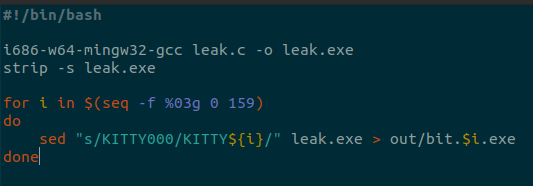 #!/bin/bash
i686-w64-mingw32-gcc leak.c -o leak.exe
strip -s leak.exe
for i in $(seq -f %03g 0 159)
do
    sed "s/KITTY000/KITTY${i}/" leak.exe > out/bit.$i.exe
done